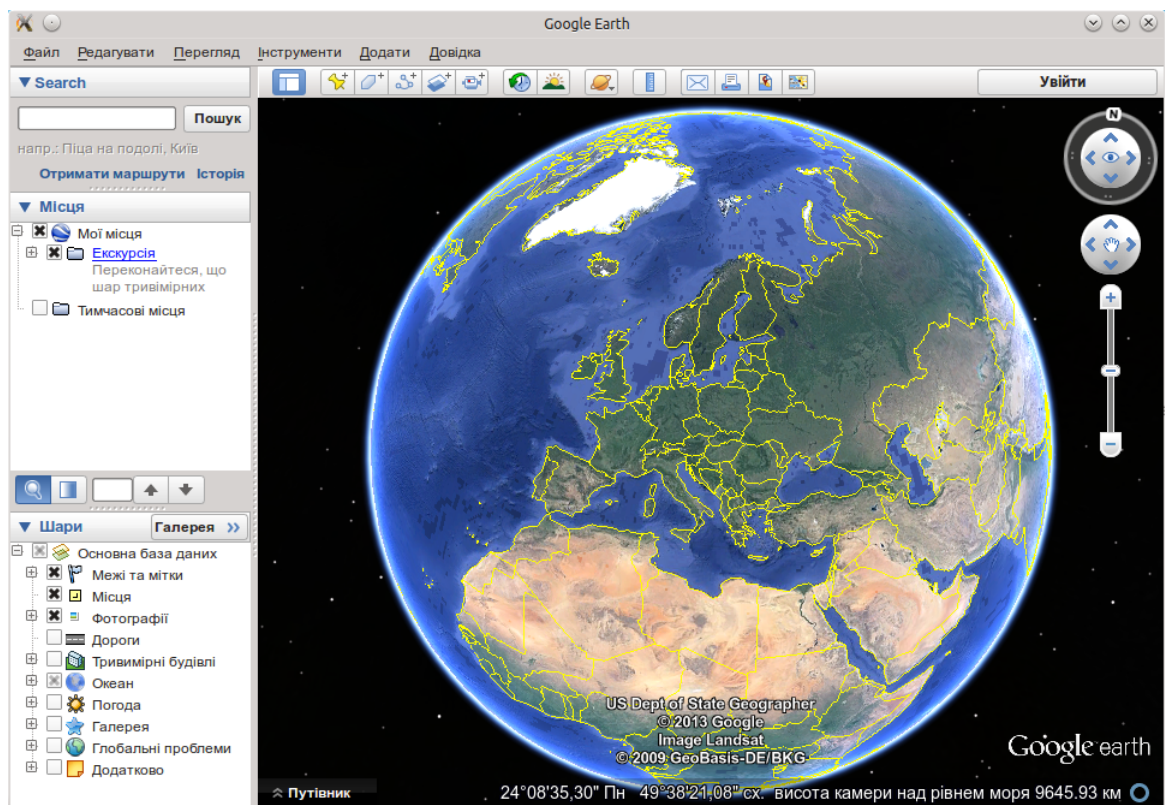 Google Earth
Файл Редагувати Перегляд Інструменти Додати Довідка
Search
Увійти
Пошук
напр.: Піца на подолі, Київ
Отримати маршрути Історія
Місця
Мої місця
Екскурсія
Переконайтеся, що
шар тривімірних
Тимчасові місця
N
Шари
Галерея
Основна база даних
Межі та мітки
Місця
Фотографії
Дороги
Тривимірні будівлі
Океан
Погода
Галерея
Глобальні проблеми
Додатково
US Dept of State Geographer
© 2013 Google
Image Landsat
© 2009 GeoBasis-DE/BKG
Google earth
Путівник
24°08'35,30" Пн 49°38'21,08" сх. висота камери над рівнем моря 9645.93 км